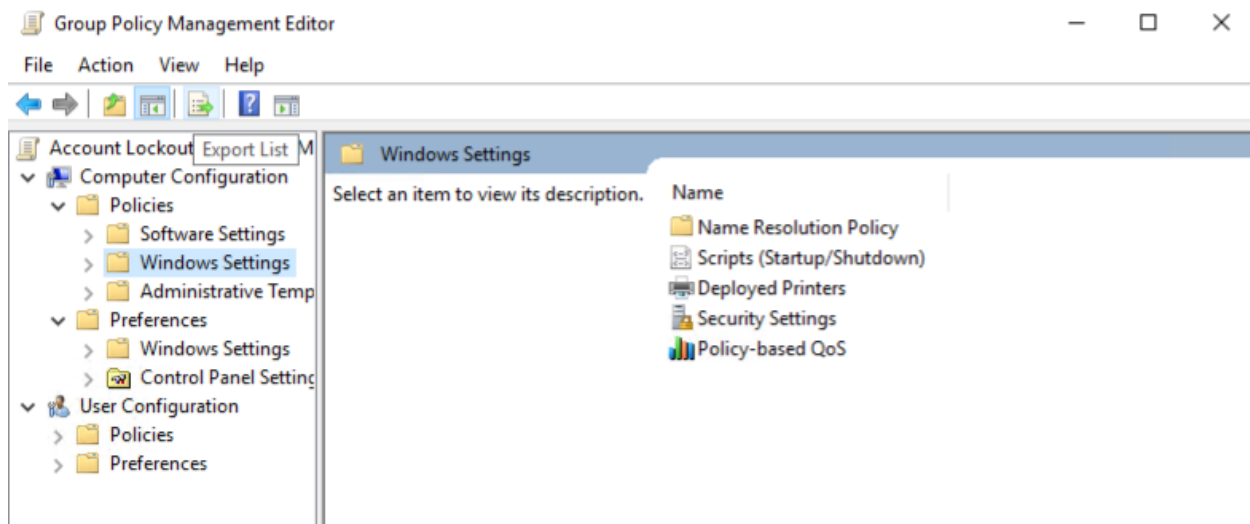 Group Policy Management Editor
File Action View Help
Export List
Account Lockout M
Computer Configuration
Policies
Software Settings
Windows Settings
Administrative Temp
Preferences
Windows Settings
Control Panel Setting
User Configuration
Policies
Preferences
Windows Settings
Select an item to view its description.
Name
Name Resolution Policy
Scripts (Startup/Shutdown)
Deployed Printers
Security Settings
Policy-based QoS